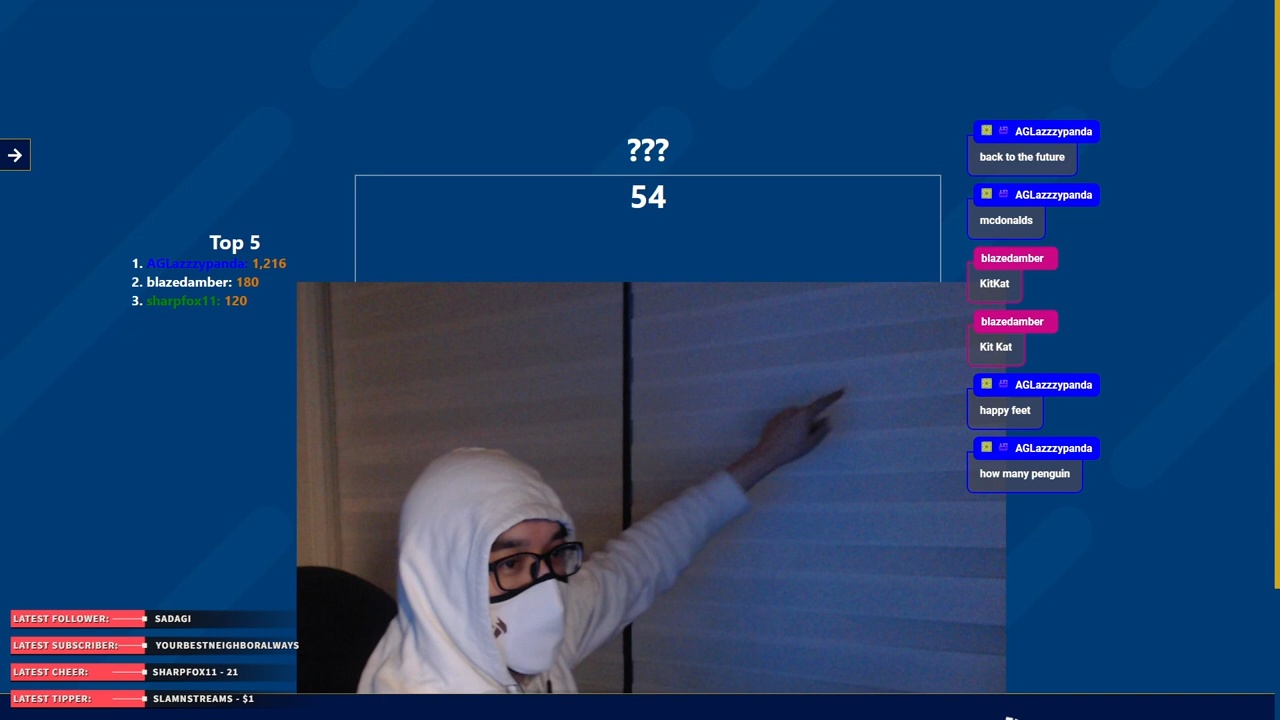 ???
54
Top 5
1. AGLazzzypanda: 1,216
2. blazedamber: 180
3. sharpfox11: 120
AGLazzzypanda
back to the future
AGLazzzypanda
mcdonalds
blazedamber
KitKat
blazedamber
Kit Kat
AGLazzzypanda
happy feet
AGLazzzypanda
how many penguin
LATEST FOLLOWER: SADAGI
LATEST SUBSCRIBER: YOURBESTNEIGHBORALWAYS
LATEST CHEER: SHARPFOX11 - 21
LATEST TIPPER: SLAMNSTREAMS - $1